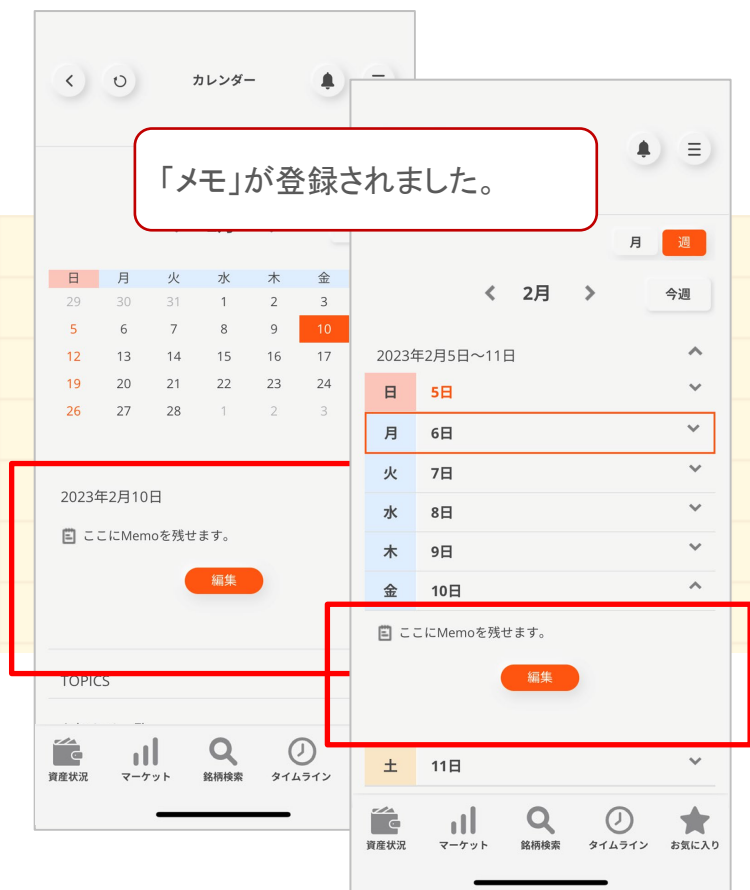 カレンダー
「メモ」が登録されました。
日 月 火 水 木 金
29 30 31 1 2 3
5 6 7 8 9 10
12 13 14 15 16 17
19 20 21 22 23 24
26 27 28 1 2 3
2023年2月10日
ここにMemoを残せます。
編集
TOPICS
資産状況 マーケット 銘柄検索 タイムライン
月 週
2月 今週
2023年2月5日～11日
日 5日
月 6日
火 7日
水 8日
木 9日
金 10日
ここにMemoを残せます。
編集
土 11日
資産状況 マーケット 銘柄検索 タイムライン お気に入り